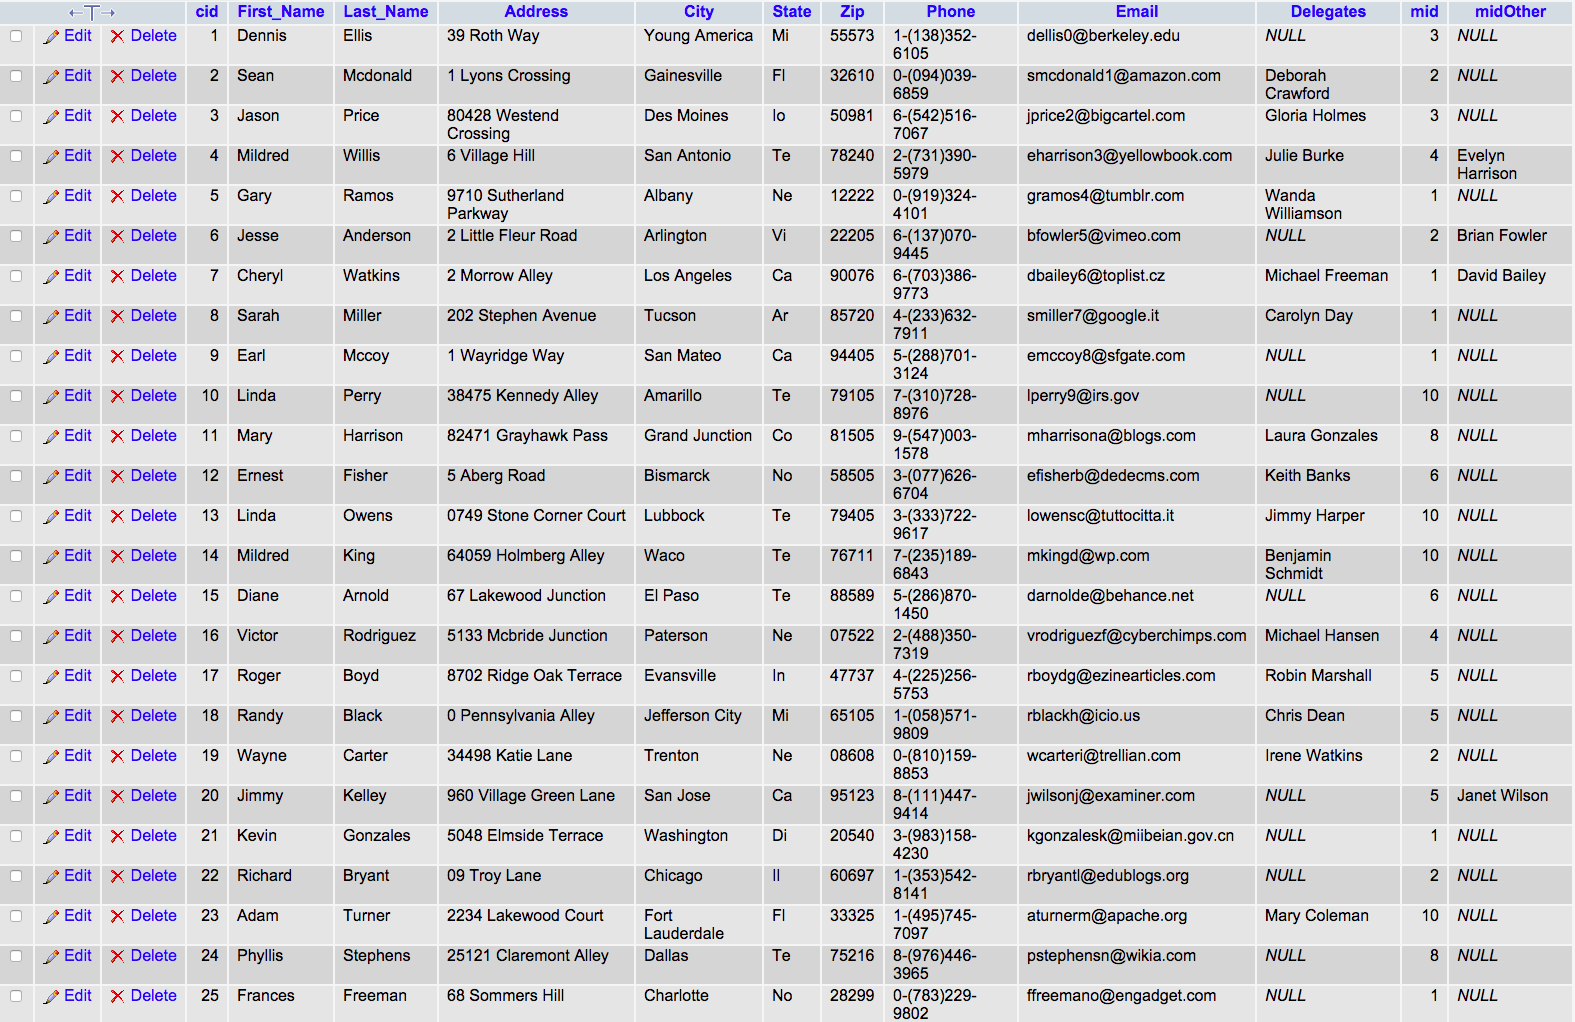 ←T→ cid First_Name Last_Name Address City State Zip Phone Email Delegates mid midOther
Edit Delete 1 Dennis Ellis 39 Roth Way Young America Mi 55573 1-(138)352- dellis0@berkeley.edu NULL 3 NULL
6105
Edit Delete 2 Sean Mcdonald 1 Lyons Crossing Gainesville Fl 32610 0-(094)039- smcdonald1@amazon.com Deborah 2 NULL
6859 Crawford
Edit Delete 3 Jason Price 80428 Westend Des Moines Io 50981 6-(542)516- jprice2@bigcartel.com Gloria Holmes 3 NULL
Crossing 7067
Edit Delete 4 Mildred Willis 6 Village Hill San Antonio Te 78240 2-(731)390- eharrison3@yellowbook.com Julie Burke 4 Evelyn
5979 Harrison
Edit Delete 5 Gary Ramos 9710 Sutherland Albany Ne 12222 0-(919)324- gramos4@tumblr.com Wanda 1 NULL
Parkway 4101 Williamson
Edit Delete 6 Jesse Anderson 2 Little Fleur Road Arlington Vi 22205 6-(137)070- bfowler5@vimeo.com NULL 2 Brian Fowler
9445
Edit Delete 7 Cheryl Watkins 2 Morrow Alley Los Angeles Ca 90076 6-(703)386- dbailey6@toplist.cz Michael Freeman 1 David Bailey
9773
Edit Delete 8 Sarah Miller 202 Stephen Avenue Tucson Ar 85720 4-(233)632- smiller7@google.it Carolyn Day 1 NULL
7911
Edit Delete 9 Earl Mccoy 1 Wayridge Way San Mateo Ca 94405 5-(288)701- emccoy8@sfgate.com NULL 1 NULL
3124
Edit Delete 10 Linda Perry 38475 Kennedy Alley Amarillo Te 79105 7-(310)728- lperry9@irs.gov NULL 10 NULL
8976
Edit Delete 11 Mary Harrison 82471 Grayhawk Pass Grand Junction Co 81505 9-(547)003- mharrisona@blogs.com Laura Gonzales 8 NULL
1578
Edit Delete 12 Ernest Fisher 5 Aberg Road Bismarck No 58505 3-(077)626- efisherb@dedecms.com Keith Banks 6 NULL
6704
Edit Delete 13 Linda Owens 0749 Stone Corner Court Lubbock Te 79405 3-(333)722- lowensc@tuttocitta.it Jimmy Harper 10 NULL
9617
Edit Delete 14 Mildred King 64059 Holmberg Alley Waco Te 76711 7-(235)189- mkingd@wp.com Benjamin 10 NULL
6843 Schmidt
Edit Delete 15 Diane Arnold 67 Lakewood Junction El Paso Te 88589 5-(286)870- darnolde@behance.net NULL 6 NULL
1450
Edit Delete 16 Victor Rodriguez 5133 Mcbride Junction Paterson Ne 07522 2-(488)350- vrodriguezf@cyberchimps.com Michael Hansen 4 NULL
7319
Edit Delete 17 Roger Boyd 8702 Ridge Oak Terrace Evansville In 47737 4-(225)256- rboydg@ezinearticles.com Robin Marshall 5 NULL
5753
Edit Delete 18 Randy Black 0 Pennsylvania Alley Jefferson City Mi 65105 1-(058)571- rblackh@icio.us Chris Dean 5 NULL
9809
Edit Delete 19 Wayne Carter 34498 Katie Lane Trenton Ne 08608 0-(810)159- wcarteri@trellian.com Irene Watkins 2 NULL
8853
Edit Delete 20 Jimmy Kelley 960 Village Green Lane San Jose Ca 95123 8-(111)447- jwilsonj@examiner.com NULL 5 Janet Wilson
9414
Edit Delete 21 Kevin Gonzales 5048 Elmside Terrace Washington Di 20540 3-(983)158- kgonzalesk@miibeian.gov.cn NULL 1 NULL
4230
Edit Delete 22 Richard Bryant 09 Troy Lane Chicago Il 60697 1-(353)542- rbryantl@edublogs.org NULL 2 NULL
8141
Edit Delete 23 Adam Turner 2234 Lakewood Court Fort Fl 33325 1-(495)745- aturnerm@apache.org Mary Coleman 10 NULL
Lauderdale 7097
Edit Delete 24 Phyllis Stephens 25121 Claremont Alley Dallas Te 75216 8-(976)446- pstephensn@wikia.com NULL 8 NULL
3965
Edit Delete 25 Frances Freeman 68 Sommers Hill Charlotte No 28299 0-(783)229- ffreemano@engadget.com NULL 1 NULL
9802